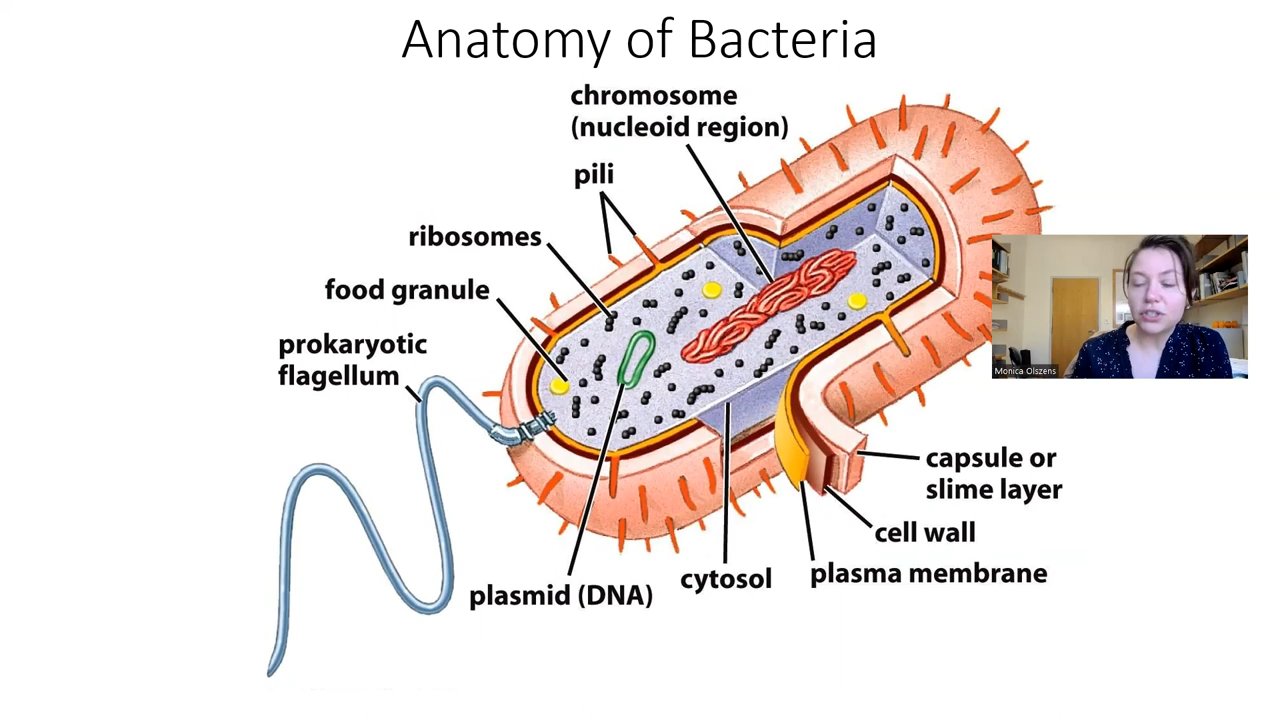 Anatomy of Bacteria
chromosome
(nucleoid region)
pili
ribosomes
food granule
prokaryotic
flagellum
Monica Olszens
capsule or
slime layer
cell wall
plasma membrane
cytosol
plasmid (DNA)